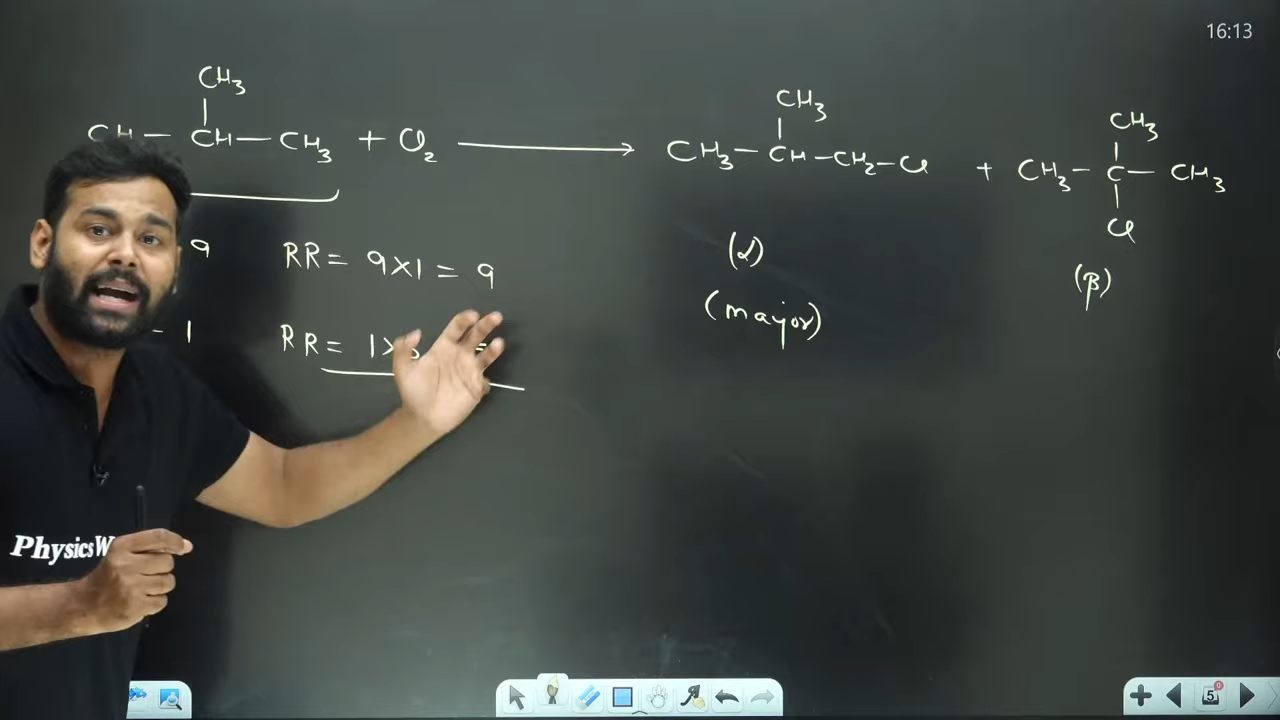 16:13
CH3
CH — CH — CH3 + Cl2 ⟶ CH3 — CH — CH2 — Cl + CH3 — C — CH3
CH3
CH3
Cl
9 RR = 9×1 = 9
(α)
(β)
(major)
- 1 RR = 1×
PhysicsW
5